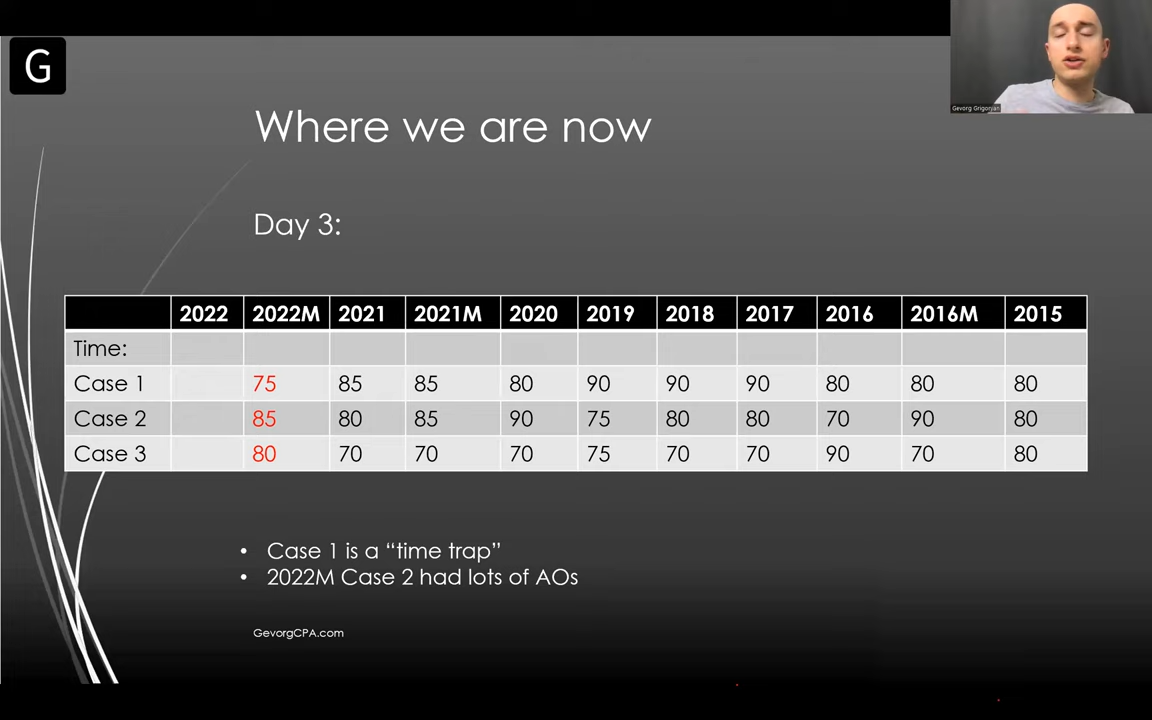 G
Gevorg Grigoryan
Where we are now
Day 3:
2022 2022M 2021 2021M 2020 2019 2018 2017 2016 2016M 2015
Time:
Case 1 75 85 85 80 90 90 90 80 80 80
Case 2 85 80 85 90 75 80 80 70 90 80
Case 3 80 70 70 70 75 70 70 90 70 80
• Case 1 is a “time trap”
• 2022M Case 2 had lots of AOs
GevorgCPA.com